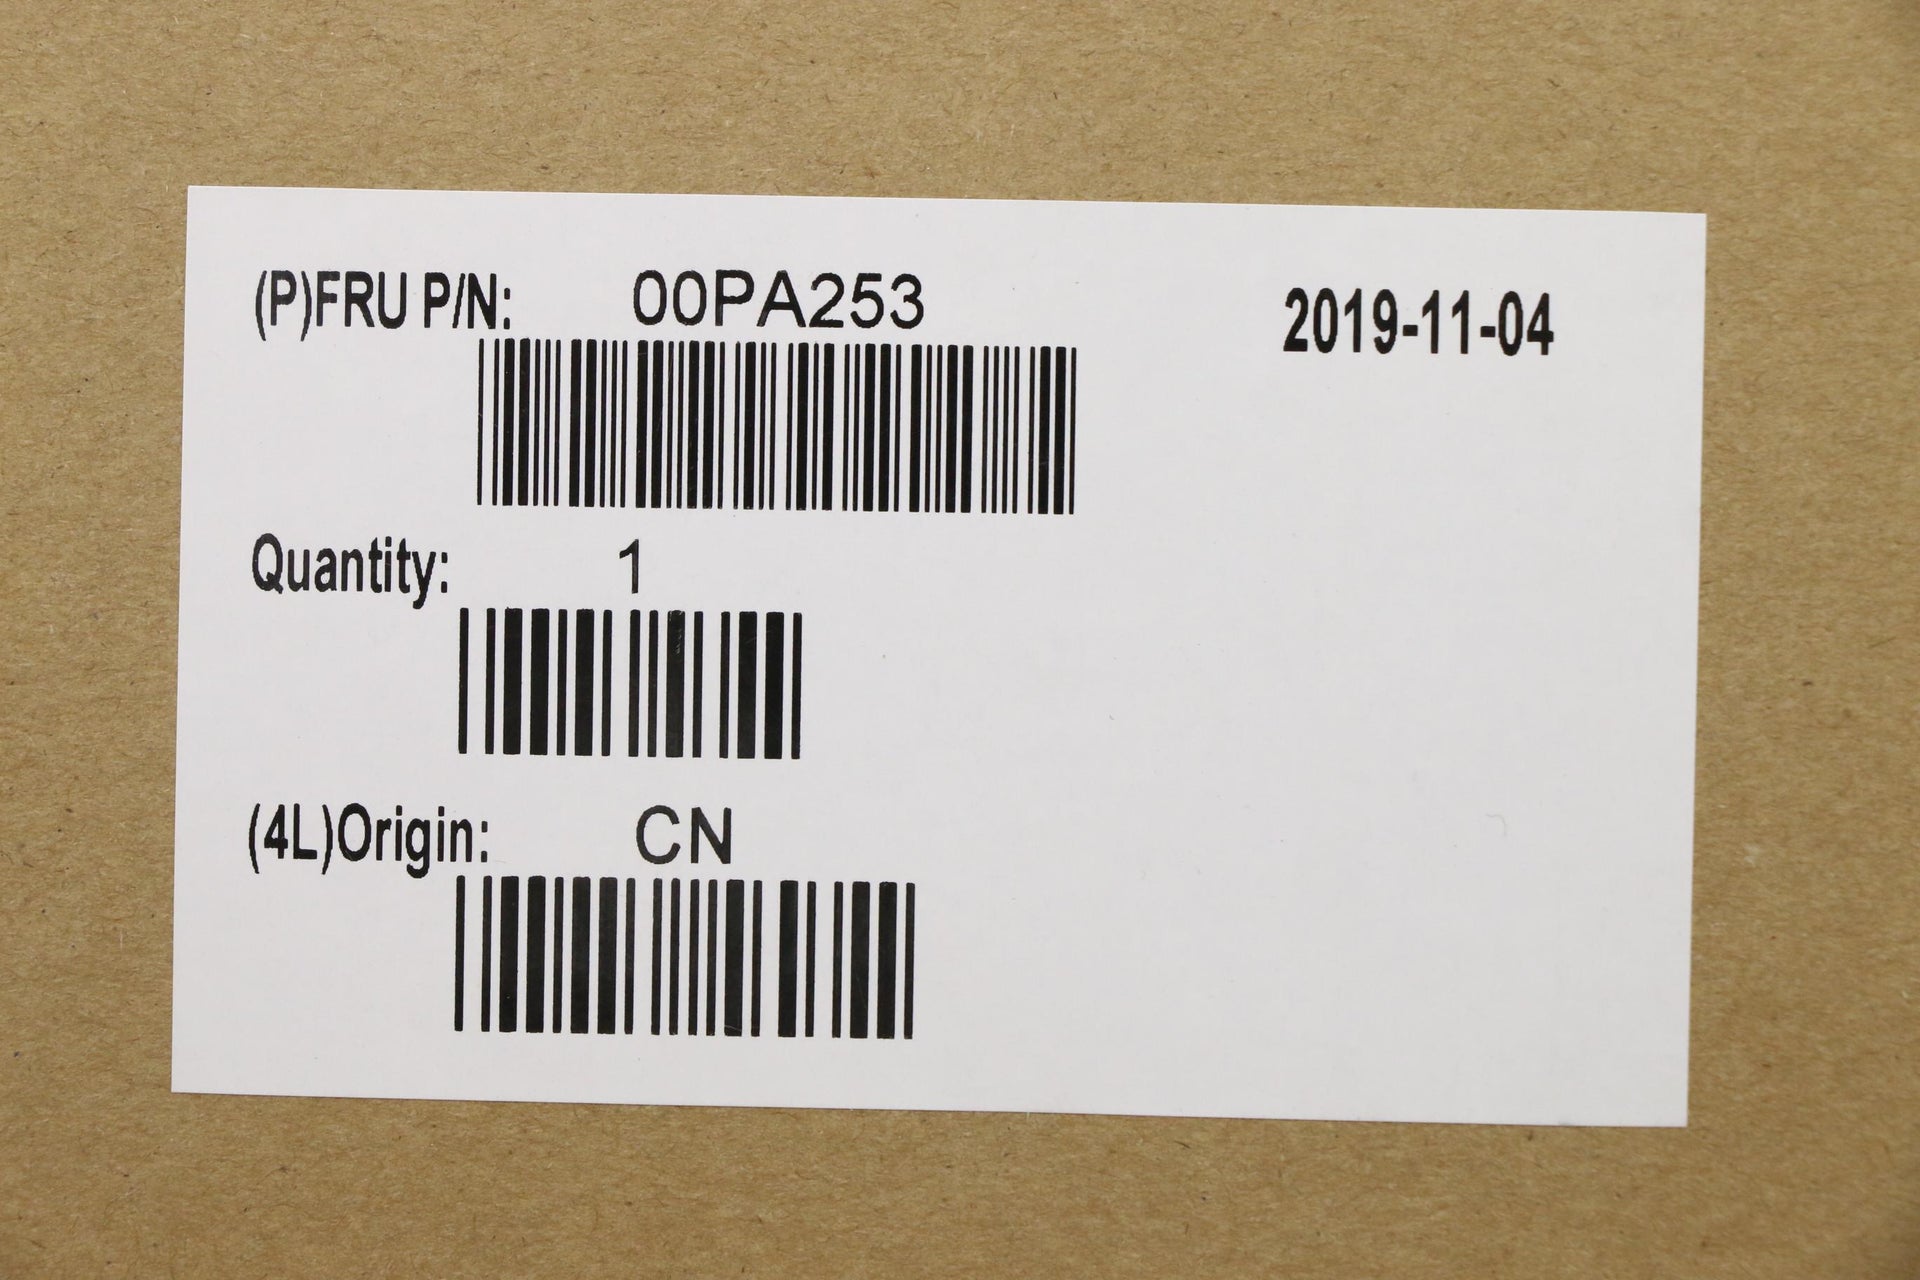 (P)FRU P/N: 00PA253 2019-11-04
Quantity: 1
(4L)Origin: CN